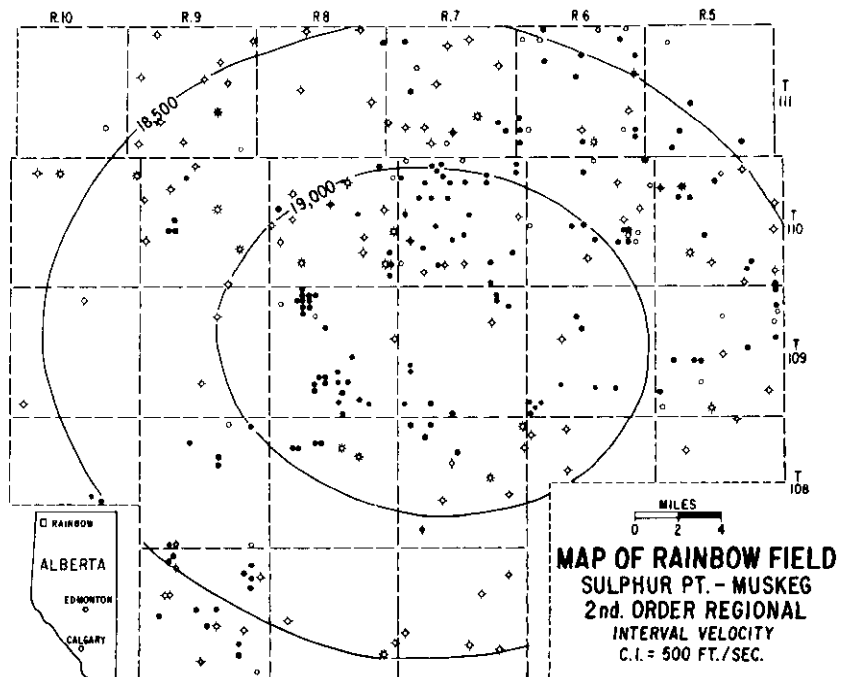 R.10 R.9 R8 R.7 R 6 R.5
T
111
18,500
19,000
T
110
T
109
T
108
RAINBOW
ALBERTA
EDMONTON
CALGARY
MILES
0 2 4
MAP OF RAINBOW FIELD
SULPHUR PT. - MUSKEG
2nd. ORDER REGIONAL
INTERVAL VELOCITY
C.I. = 500 FT./SEC.